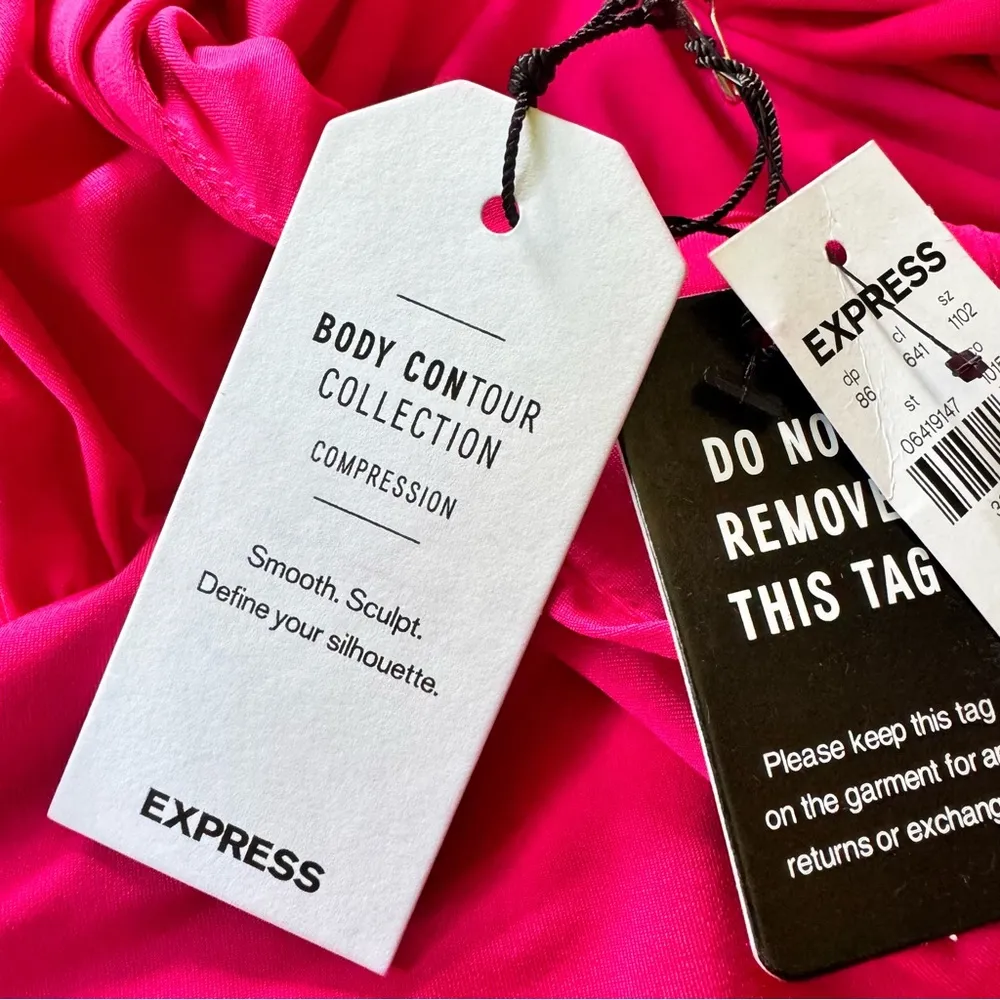 BODY CONTOUR
COLLECTION
COMPRESSION
Smooth. Sculpt.
Define your silhouette.
EXPRESS
EXPRESS
dp cl sz
86 641 1102
st
06419147
DO NO
REMOVE
THIS TAG
Please keep this tag
on the garment for
returns or exchang